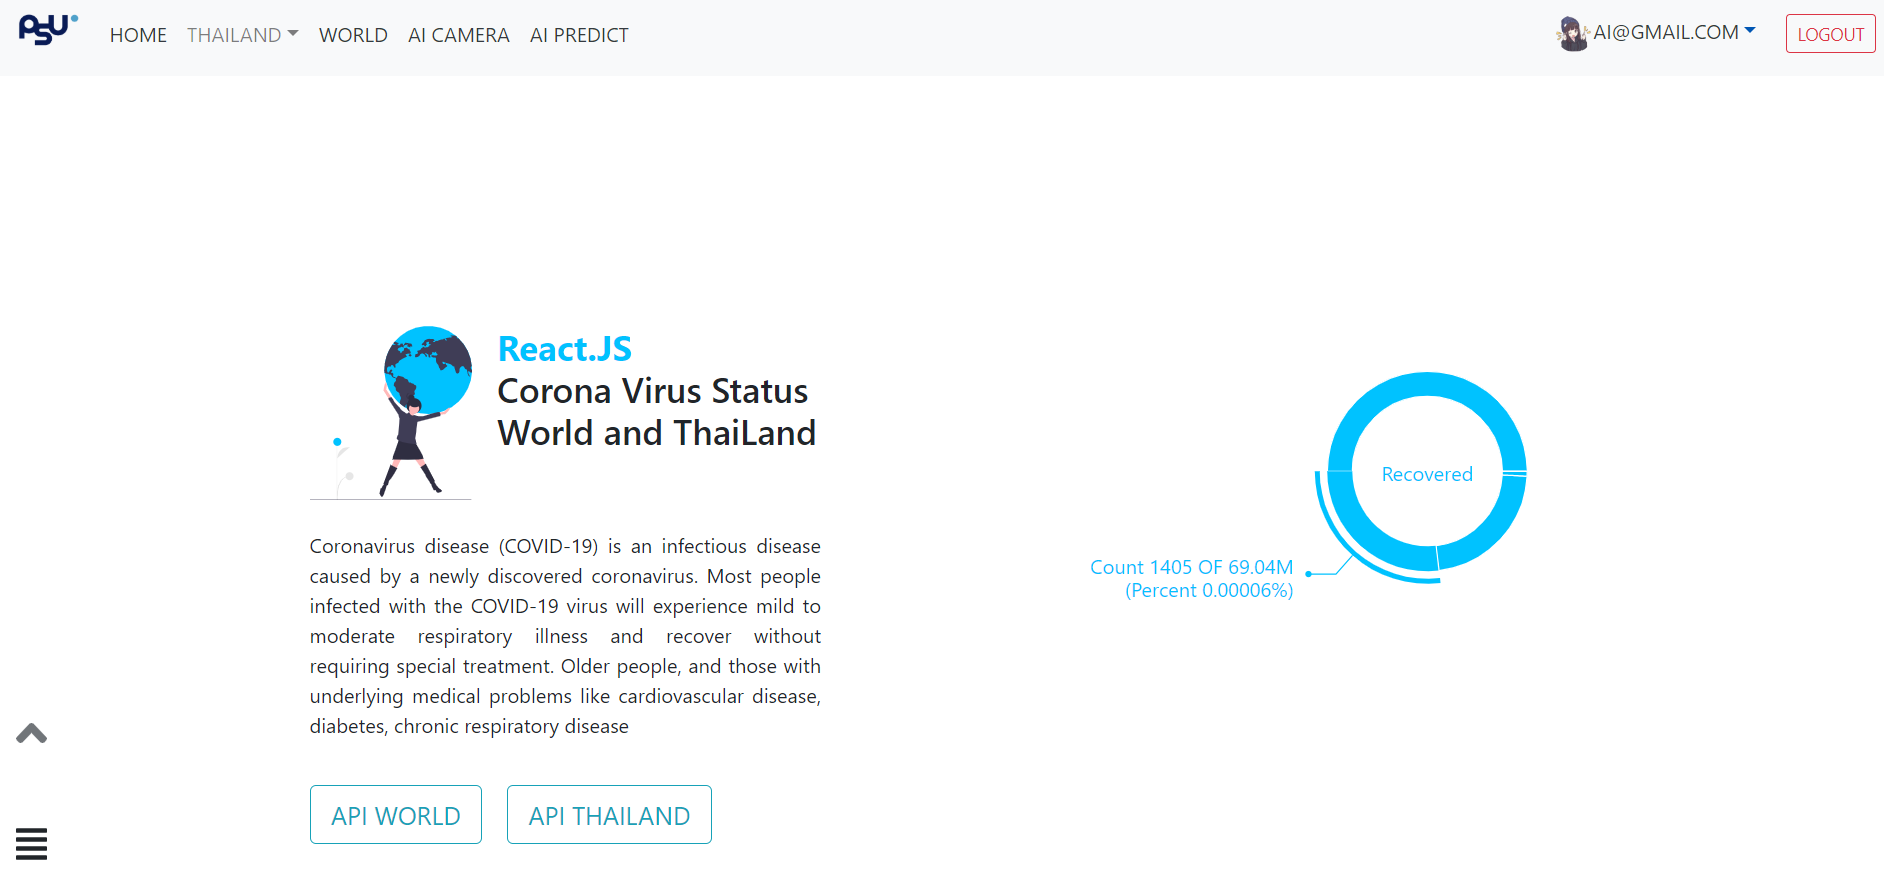 PSU
HOME THAILAND WORLD AI CAMERA AI PREDICT
AI@GMAIL.COM
LOGOUT
React.JS
Corona Virus Status
World and ThaiLand
Coronavirus disease (COVID-19) is an infectious disease
caused by a newly discovered coronavirus. Most people
infected with the COVID-19 virus will experience mild to
moderate respiratory illness and recover without
requiring special treatment. Older people, and those with
underlying medical problems like cardiovascular disease,
diabetes, chronic respiratory disease
API WORLD
API THAILAND
Recovered
Count 1405 OF 69.04M
(Percent 0.00006%)